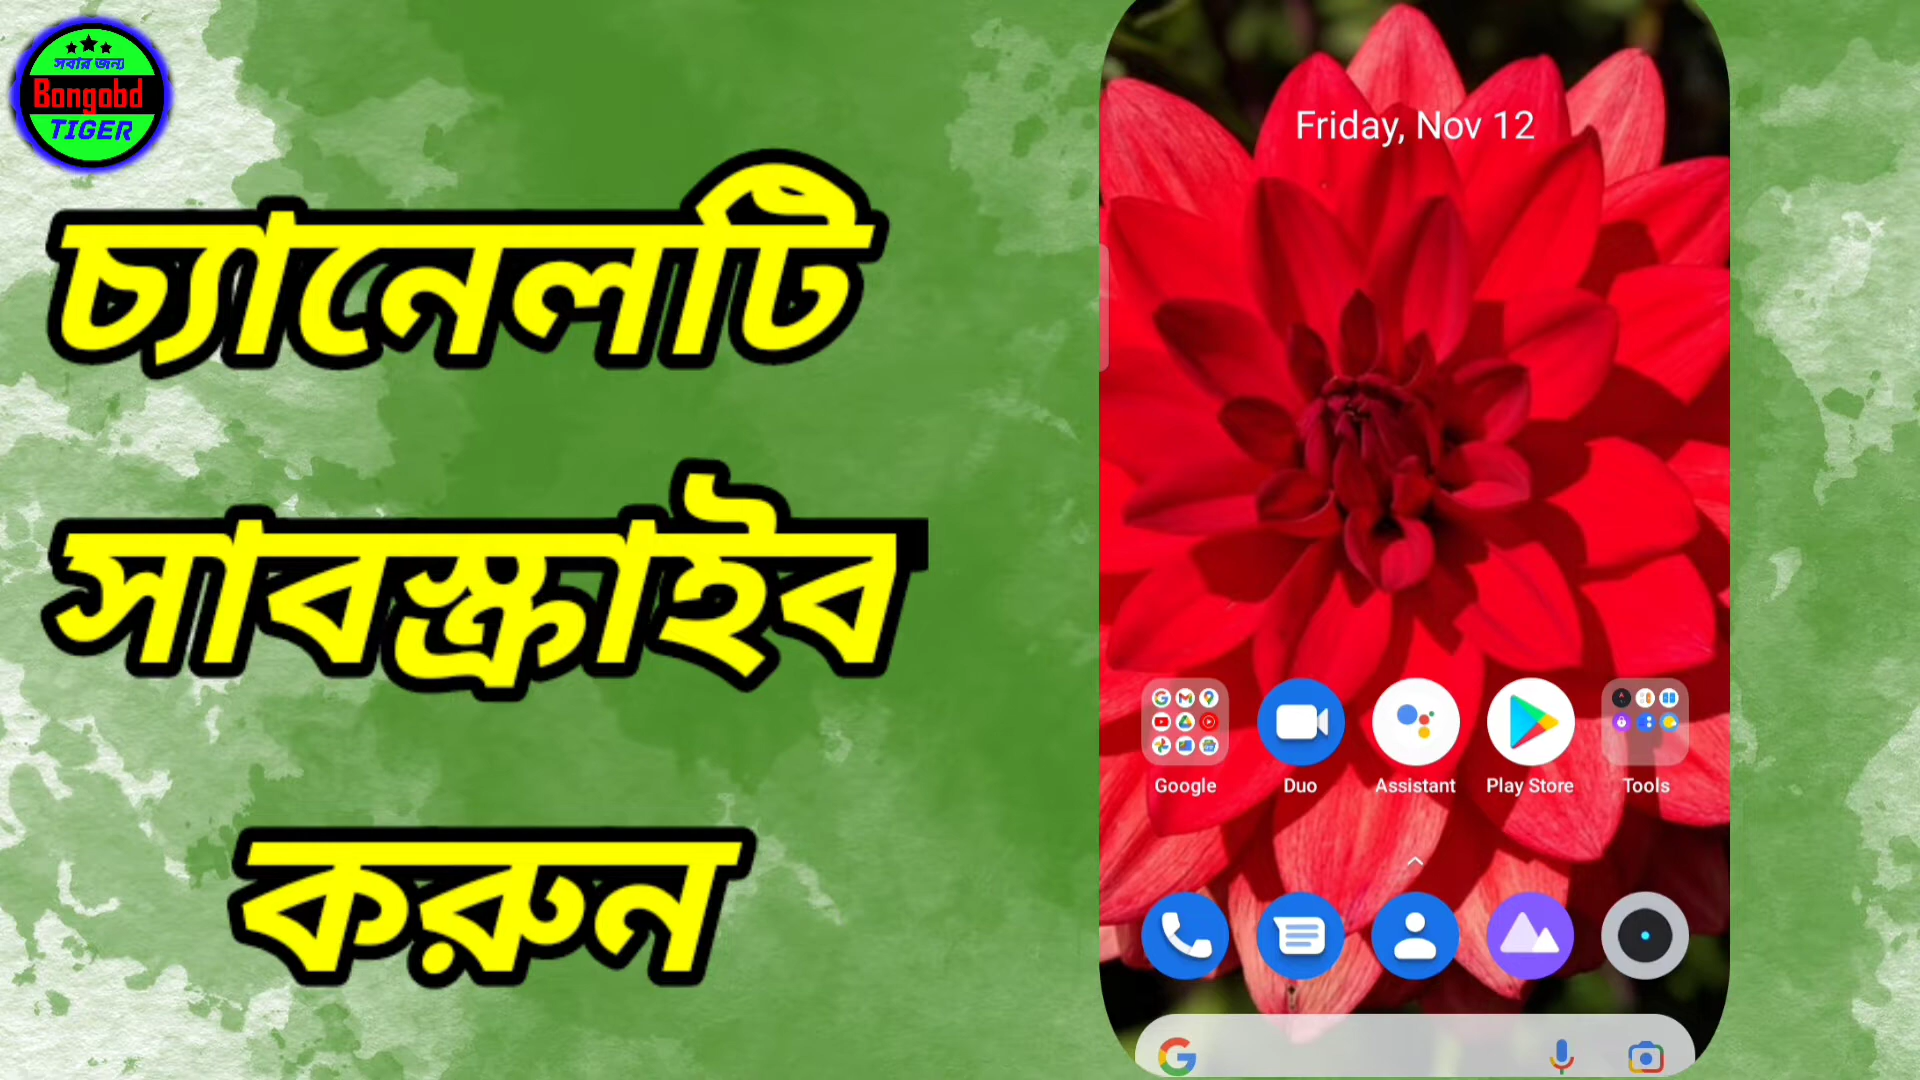 সবার জন্য
Bongobd
TIGER
চ্যানেলটি
সাবস্ক্রাইব
করুন
Friday, Nov 12
Google
Duo
Assistant
Play Store
Tools